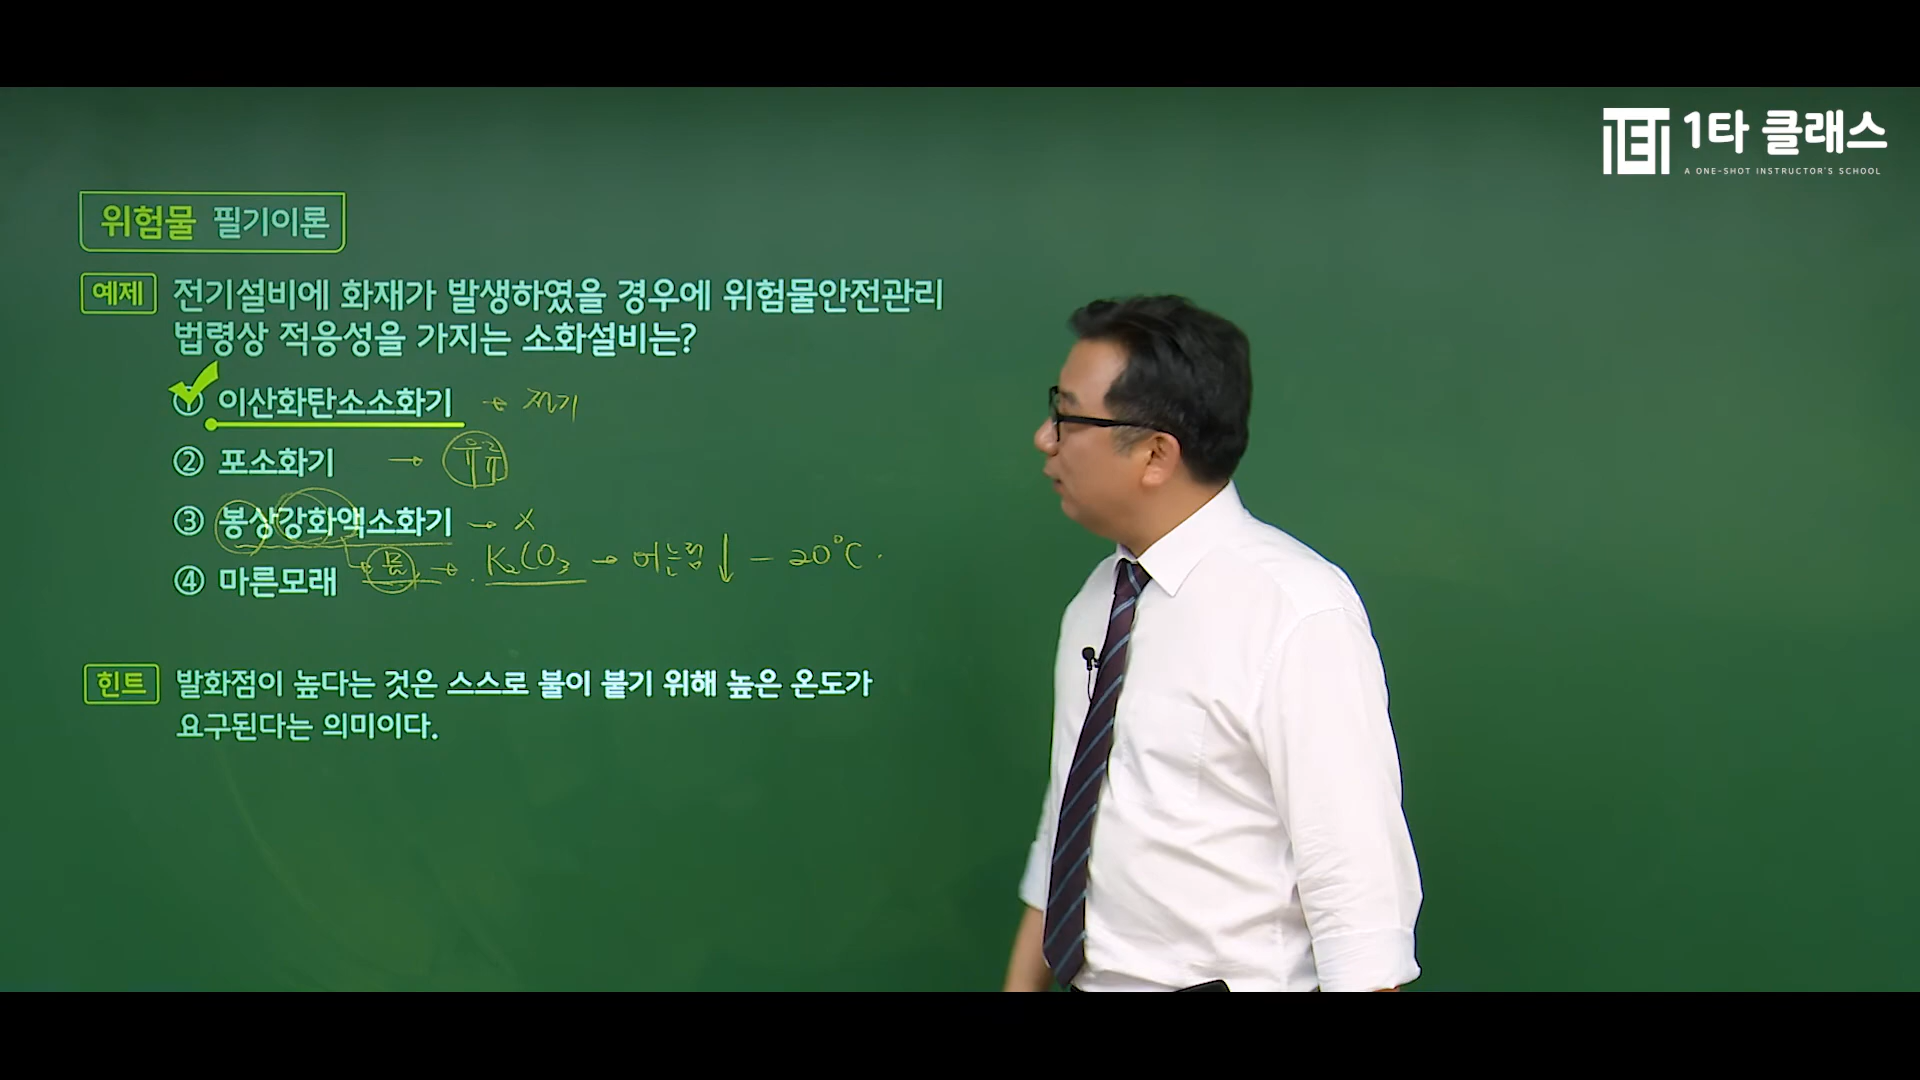 1타 클래스
A ONE-SHOT INSTRUCTOR'S SCHOOL
위험물 필기이론
예제 전기설비에 화재가 발생하였을 경우에 위험물안전관리
법령상 적응성을 가지는 소화설비는?
① 이산화탄소소화기 → 전기
② 포소화기 → 유류
③ 봉상강화액소화기 → X
물 → K₂CO₃ → 어는점 ↓ -20°C
④ 마른모래
힌트 발화점이 높다는 것은 스스로 불이 붙기 위해 높은 온도가
요구된다는 의미이다.